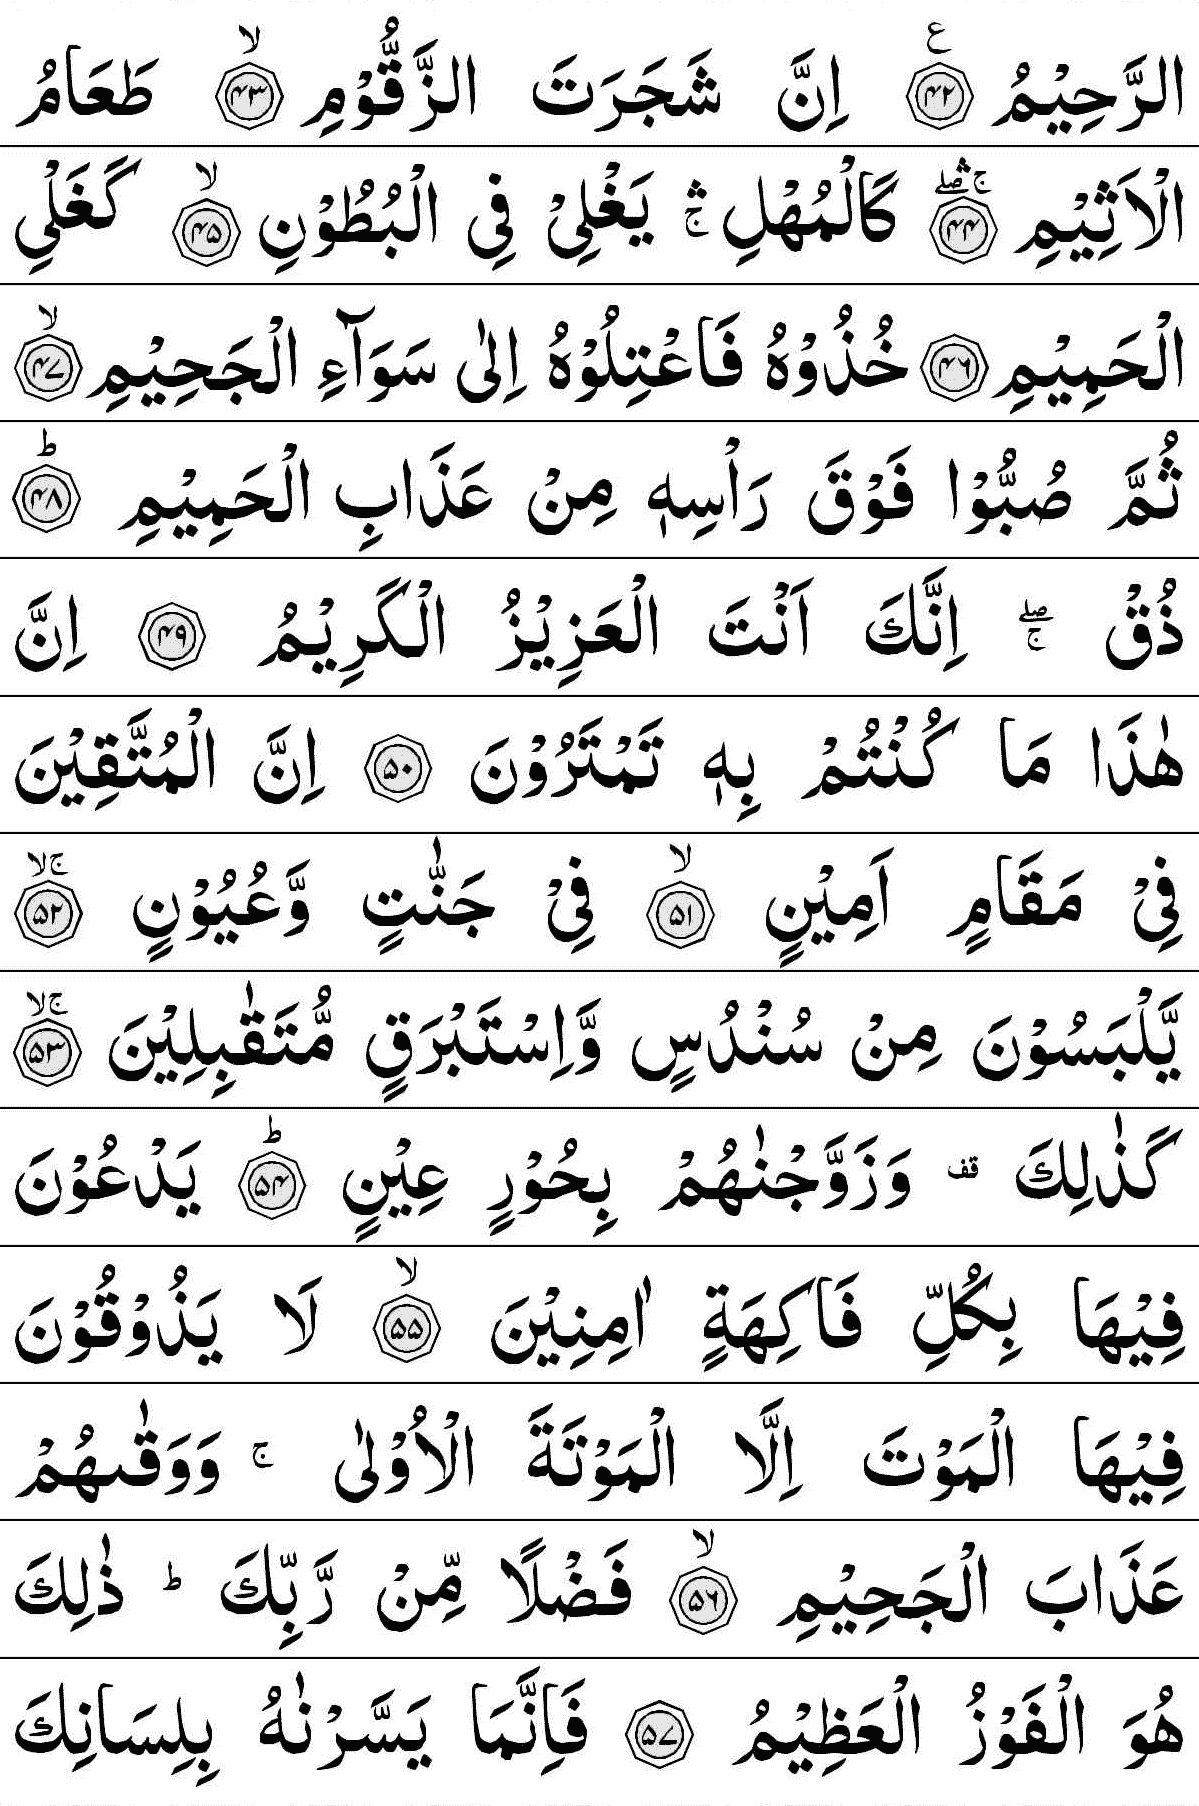 الرَّحِيْمُ ﴿۴۲﴾ ع اِنَّ شَجَرَتَ الزَّقُّوْمِ ﴿۴۳﴾ ۙ طَعَامُ
الْاَثِيْمِ ﴿۴۴﴾ ۚۛۖ كَالْمُهْلِ ۚۛ يَغْلِىْ فِى الْبُطُوْنِ ﴿۴۵﴾ ۙ كَغَلْىِ
الْحَمِيْمِ ﴿۴۶﴾ خُذُوْهُ فَاعْتِلُوْهُ اِلٰى سَوَآءِ الْجَحِيْمِ ﴿۴۷﴾ ۙ
ثُمَّ صُبُّوْا فَوْقَ رَاْسِهٖ مِنْ عَذَابِ الْحَمِيْمِ ﴿۴۸﴾ ؕ
ذُقْ ۖۚ اِنَّكَ اَنْتَ الْعَزِيْزُ الْكَرِيْمُ ﴿۴۹﴾ اِنَّ
هٰذَا مَا كُنْتُمْ بِهٖ تَمْتَرُوْنَ ﴿۵۰﴾ اِنَّ الْمُتَّقِيْنَ
فِىْ مَقَامٍ اَمِيْنٍ ﴿۵۱﴾ ۙ فِىْ جَنّٰتٍ وَّعُيُوْنٍ ﴿۵۲﴾ ۚۙ
يَّلْبَسُوْنَ مِنْ سُنْدُسٍ وَّاِسْتَبْرَقٍ مُّتَقٰبِلِيْنَ ﴿۵۳﴾ ۚۙ
كَذٰلِكَ قف وَزَوَّجْنٰهُمْ بِحُوْرٍ عِيْنٍ ﴿۵۴﴾ ؕ يَدْعُوْنَ
فِيْهَا بِكُلِّ فَاكِهَةٍ اٰمِنِيْنَ ﴿۵۵﴾ ۙ لَا يَذُوْقُوْنَ
فِيْهَا الْمَوْتَ اِلَّا الْمَوْتَةَ الْاُوْلٰى ۚ وَوَقٰىهُمْ
عَذَابَ الْجَحِيْمِ ﴿۵۶﴾ ۙ فَضْلًا مِّنْ رَّبِّكَ ؕ ذٰلِكَ
هُوَ الْفَوْزُ الْعَظِيْمُ ﴿۵۷﴾ فَاِنَّمَا يَسَّرْنٰهُ بِلِسَانِكَ